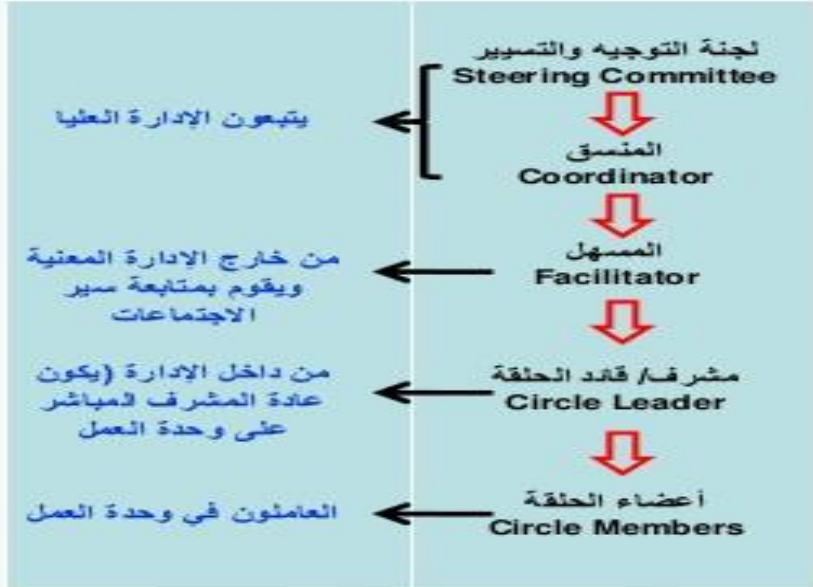 لجنة التوجيه والتسيير
Steering Committee
يتبعون الإدارة العليا
المنسق
Coordinator
المسهل
Facilitator
من خارج الإدارة المعنية
ويقوم بمتابعة سير
الاجتماعات
مشرف/ قائد الحلقة
Circle Leader
من داخل الإدارة (يكون
عادة المشرف المباشر
على وحدة العمل
أعضاء الحلقة
Circle Members
العاملون في وحدة العمل